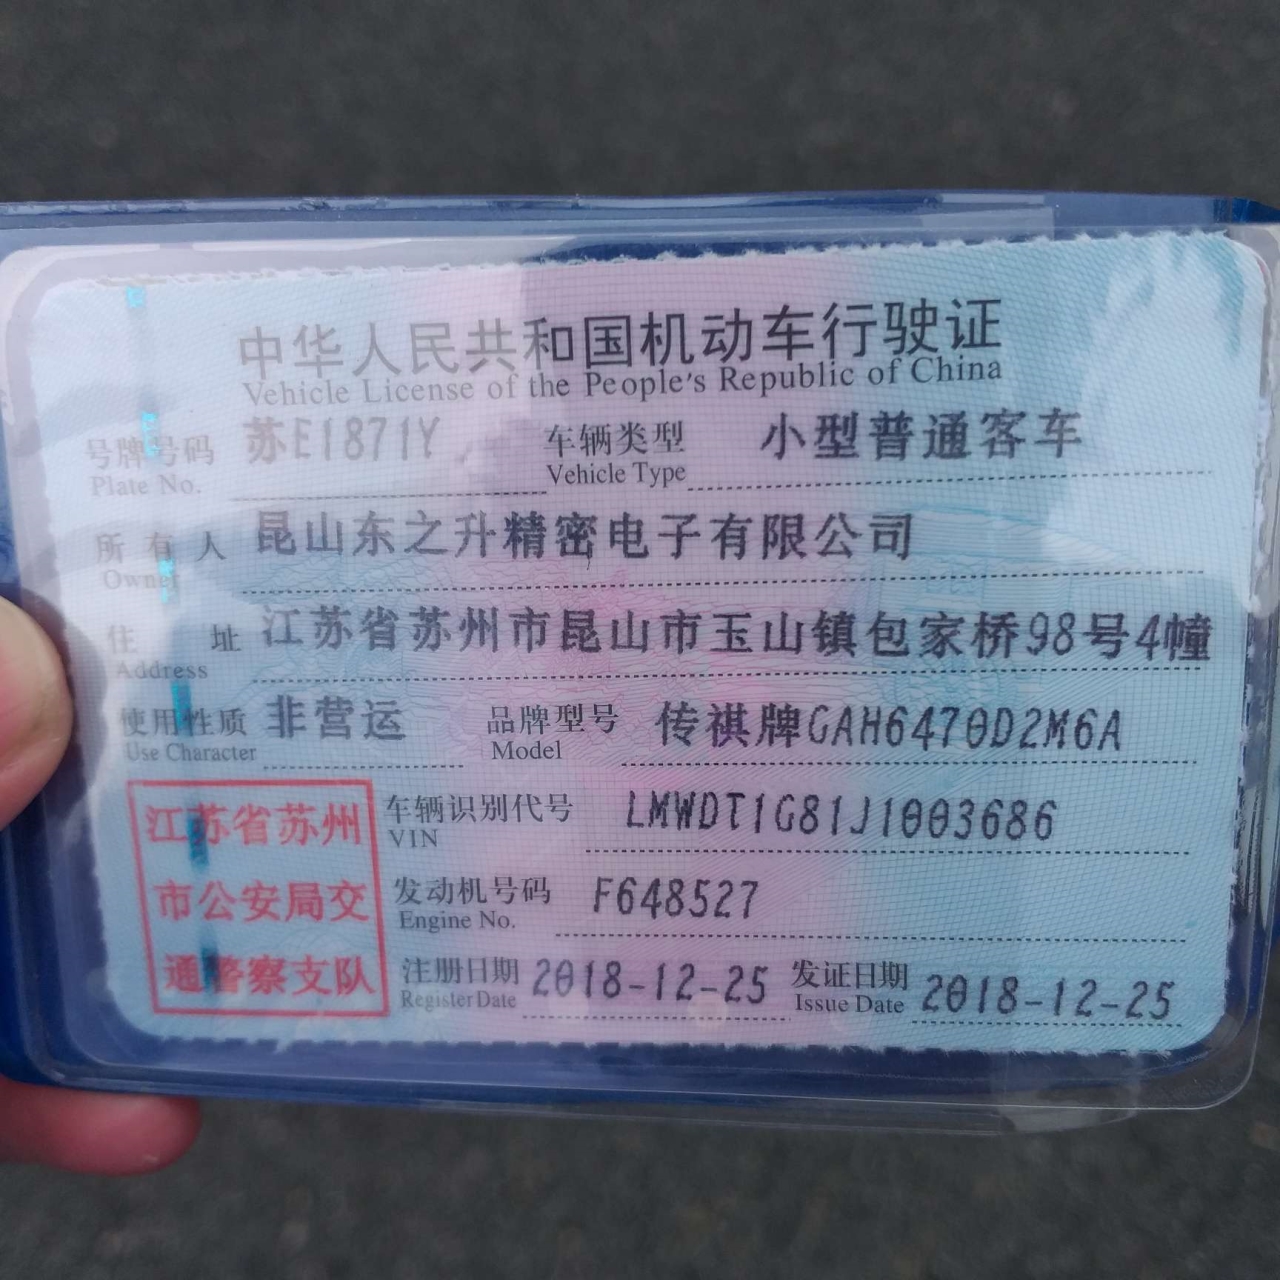 中华人民共和国机动车行驶证
Vehicle License of the People's Republic of China
号牌号码 苏E1871Y 车辆类型 小型普通客车
Plate No. Vehicle Type
所有人 昆山东之升精密电子有限公司
Owner
住址 江苏省苏州市昆山市玉山镇包家桥98号4幢
Address
使用性质 非营运 品牌型号 传祺牌GAH6470D2M6A
Use Character Model
江苏省苏州
市公安局交
通警察支队
车辆识别代号 LMWDT1G81J1003686
VIN
发动机号码 F648527
Engine No.
注册日期 2018-12-25 发证日期 2018-12-25
Register Date Issue Date